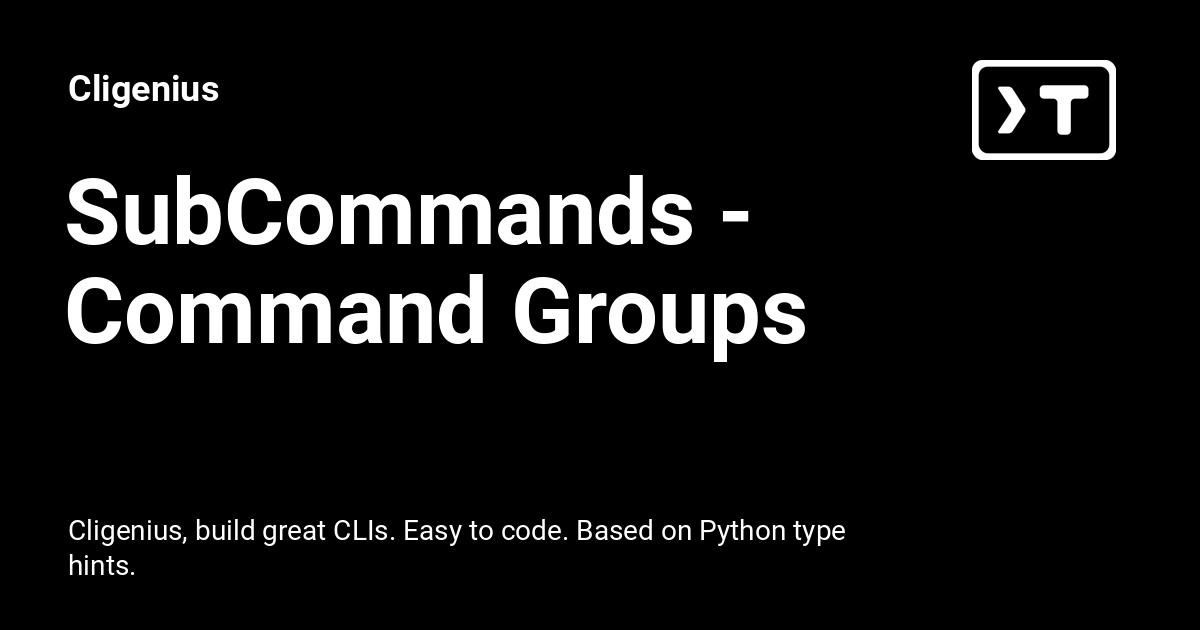 Cligenius
T
SubCommands -
Command Groups
Cligenius, build great CLIs. Easy to code. Based on Python type
hints.